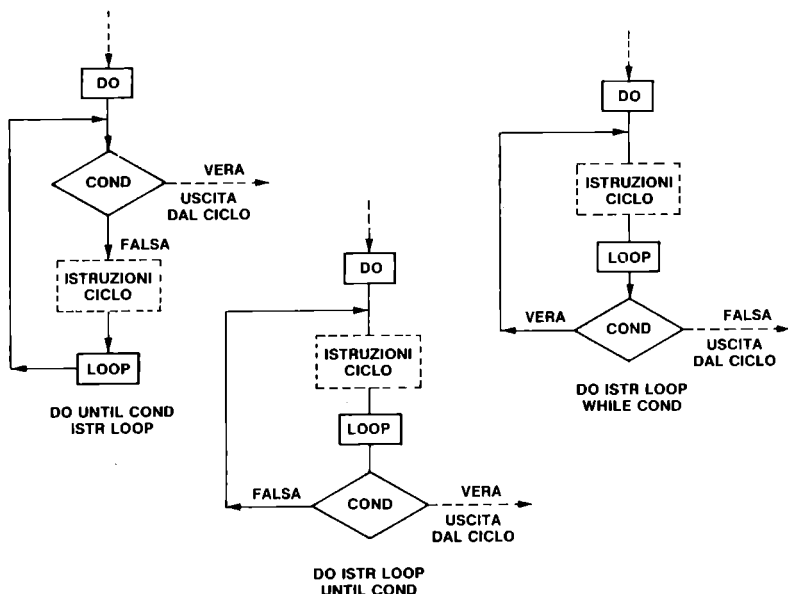 DO
COND
VERA
USCITA
DAL CICLO
FALSA
ISTRUZIONI
CICLO
LOOP
DO UNTIL COND
ISTR LOOP
DO
ISTRUZIONI
CICLO
LOOP
FALSA
COND
VERA
USCITA
DAL CICLO
DO ISTR LOOP
UNTIL COND
DO
ISTRUZIONI
CICLO
LOOP
VERA
COND
FALSA
USCITA
DAL CICLO
DO ISTR LOOP
WHILE COND